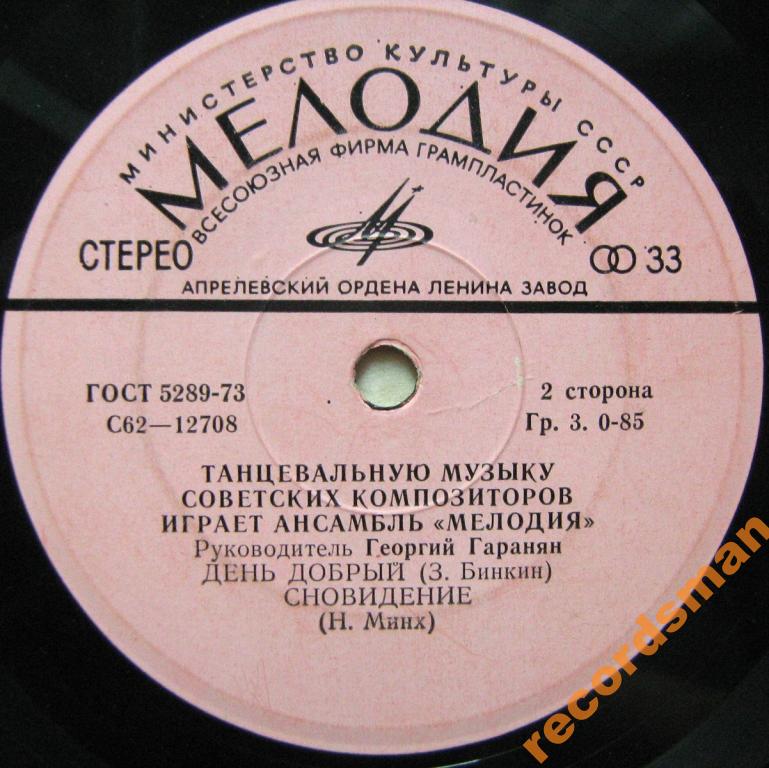 МИНИСТЕРСТВО КУЛЬТУРЫ СССР
МЕЛОДИЯ
ВСЕСОЮЗНАЯ ФИРМА ГРАМПЛАСТИНОК
СТЕРЕО
33
АПРЕЛЕВСКИЙ ОРДЕНА ЛЕНИНА ЗАВОД
ГОСТ 5289-73
2 сторона
С62—12708
Гр. 3. 0-85
ТАНЦЕВАЛЬНУЮ МУЗЫКУ
СОВЕТСКИХ КОМПОЗИТОРОВ
ИГРАЕТ АНСАМБЛЬ «МЕЛОДИЯ»
Руководитель Георгий Гаранян
ДЕНЬ ДОБРЫЙ (З. Бинкин)
СНОВИДЕНИЕ
(Н. Минх)
recordsman